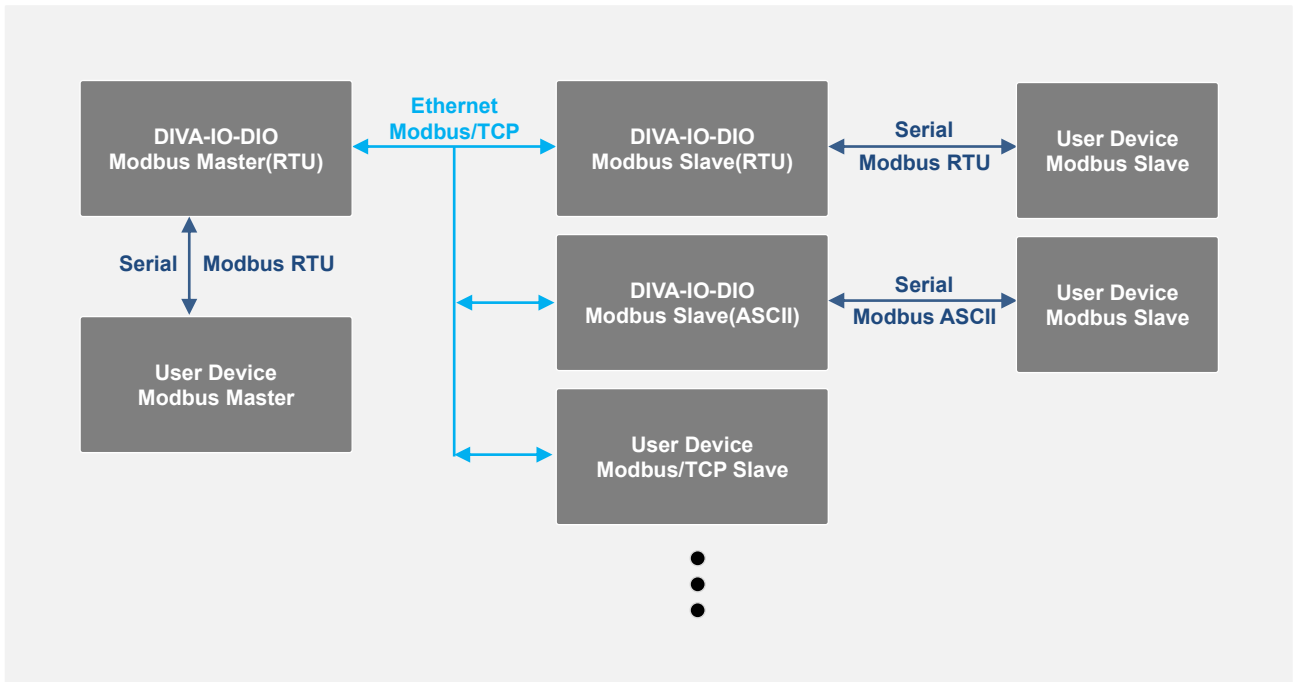 DIVA-IO-DIO
Modbus Master(RTU)
Ethernet
Modbus/TCP
DIVA-IO-DIO
Modbus Slave(RTU)
Serial
Modbus RTU
User Device
Modbus Slave
Serial Modbus RTU
DIVA-IO-DIO
Modbus Slave(ASCII)
Serial
Modbus ASCII
User Device
Modbus Slave
User Device
Modbus Master
User Device
Modbus/TCP Slave